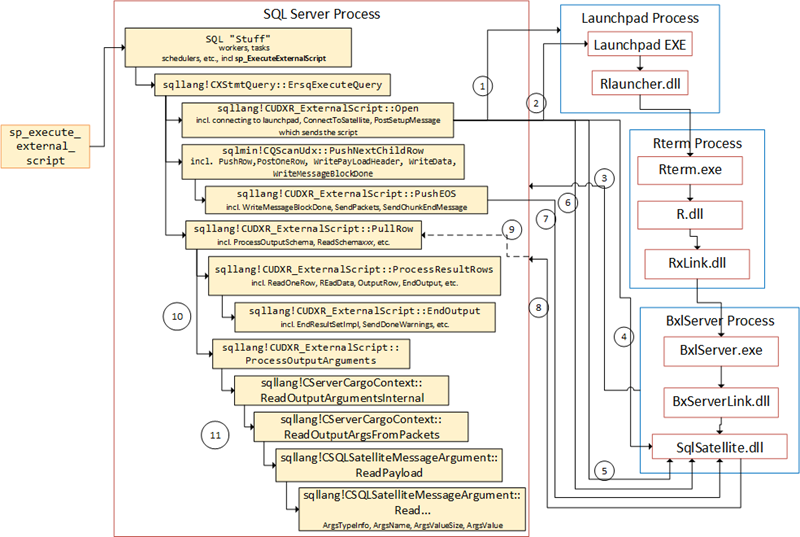 SQL Server Process
SQL "Stuff"
workers, tasks
schedulers, etc., incl sp_ExecuteExternalScript
sqllang!CXStmtQuery::ErsqExecuteQuery
sqllang!CUDXR_ExternalScript::Open
incl. connecting to launchpad, ConnectToSatellite, PostSetupMessage
which sends the script
sqlmin!CQScanUdx::PushNextChildRow
incl. PushRow,PostOneRow, WritePayLoadHeader, WriteData,
WriteMessageBlockDone
sqllang!CUDXR_ExternalScript::PushEOS
incl. WriteMessageBlockDone, SendPackets, SendChunkEndMessage
sqllang!CUDXR_ExternalScript::PullRow
incl. ProcessOutputSchema, ReadSchemaxxx, etc.
sqllang!CUDXR_ExternalScript::ProcessResultRows
incl. ReadOneRow, REadData, OutputRow, EndOutput, etc.
sqllang!CUDXR_ExternalScript::EndOutput
incl. EndResultSetImpl, SendDoneWarnings, etc.
sqllang!CUDXR_ExternalScript::
ProcessOutputArguments
sqllang!CServerCargoContext::
ReadOutputArgumentsInternal
sqllang!CServerCargoContext::
ReadOutputArgsFromPackets
sqllang!CSQLSatelliteMessageArgument::
ReadPayload
sqllang!CSQLSatelliteMessageArgument::
Read...
ArgsTypeInfo, ArgsName, ArgsValueSize, ArgsValue
sp_execute_
external_
script
Launchpad Process
Launchpad EXE
Rlauncher.dll
Rterm Process
Rterm.exe
R.dll
RxLink.dll
BxlServer Process
BxlServer.exe
BxServerLink.dll
SqlSatellite.dll
1
2
3
6
7
9
8
4
10
11
5